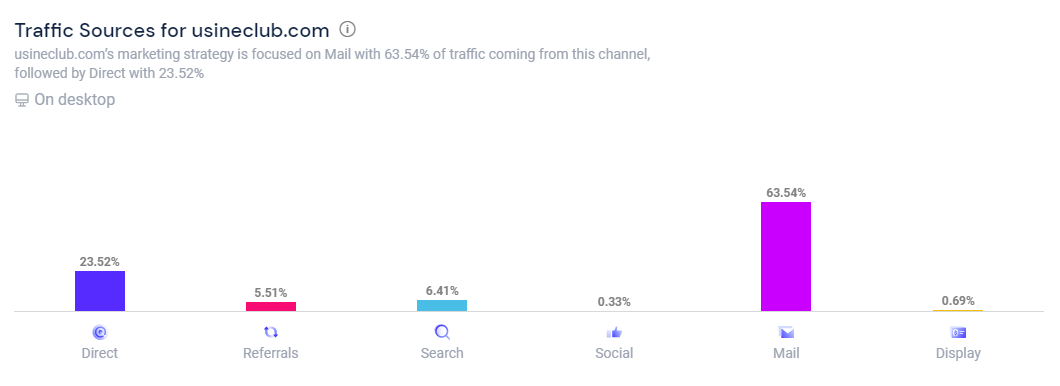 Traffic Sources for usineclub.com
usineclub.com's marketing strategy is focused on Mail with 63.54% of traffic coming from this channel,
followed by Direct with 23.52%
On desktop
23.52%
5.51%
6.41%
0.33%
63.54%
0.69%
Direct
Referrals
Search
Social
Mail
Display